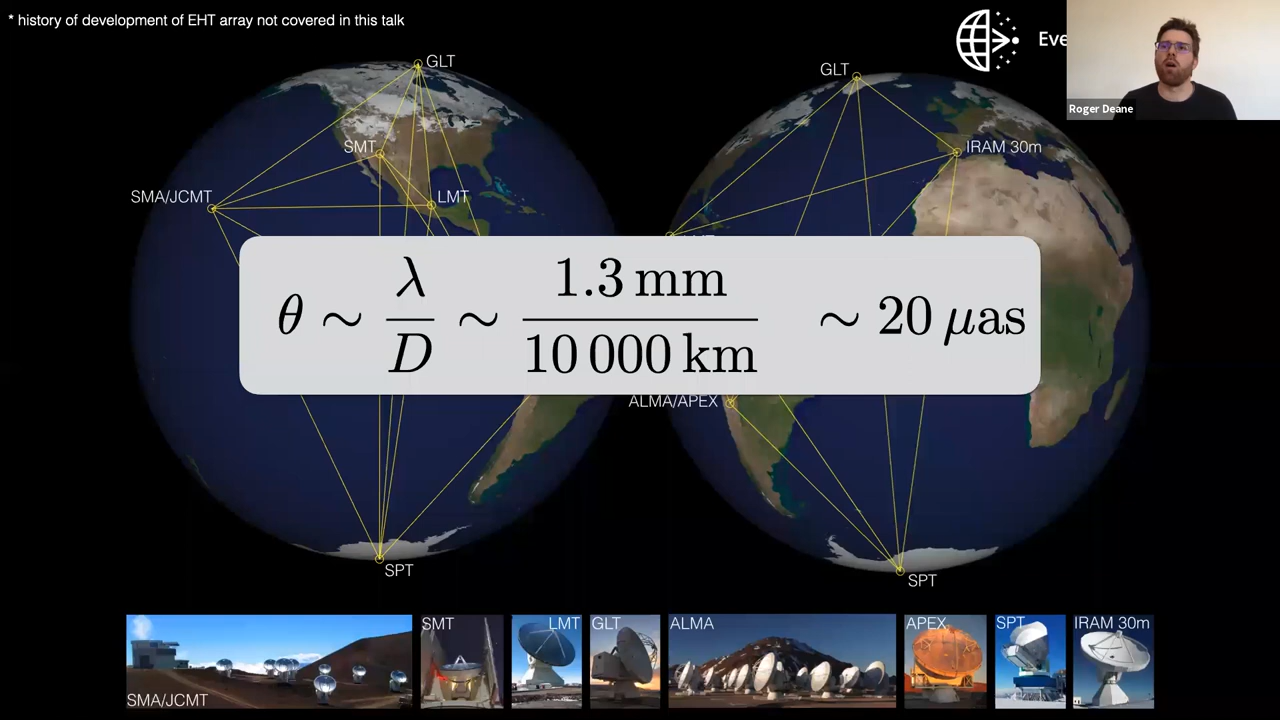 * history of development of EHT array not covered in this talk
Eve
Roger Deane
GLT
GLT
SMT
IRAM 30m
SMA/JCMT
LMT
θ ∼ λ/D ∼ 1.3 mm/10 000 km ∼ 20 μas
ALMA/APEX
SPT
SPT
SMA/JCMT
SMT
LMT
GLT
ALMA
APEX
SPT
IRAM 30m